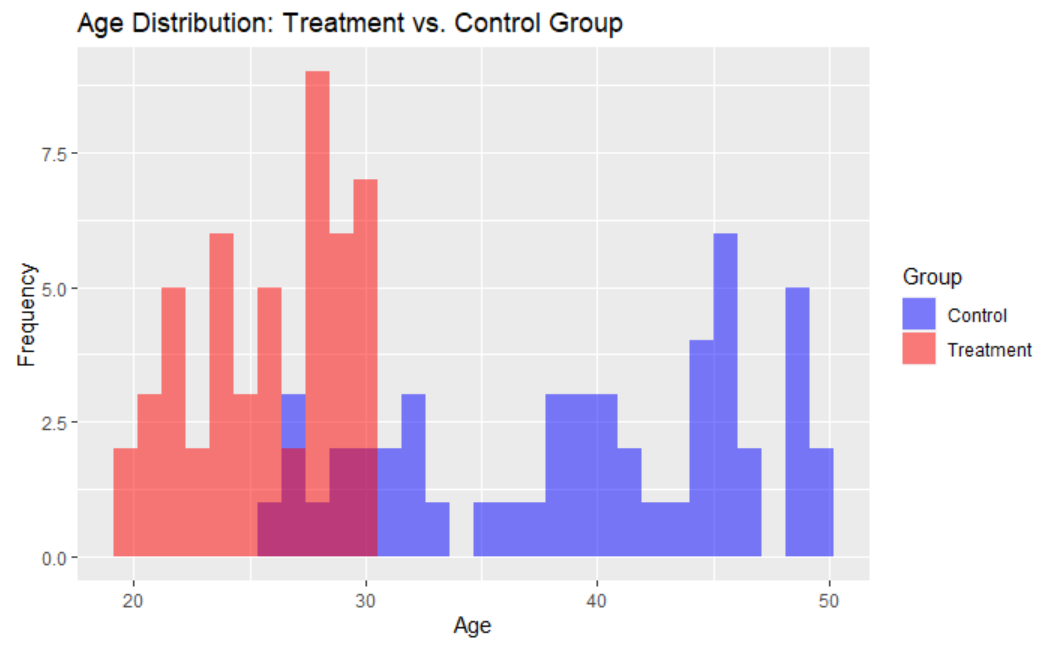 Age Distribution: Treatment vs. Control Group
7.5
5.0
2.5
0.0
Frequency
20 30 40 50
Age
Group
Control
Treatment